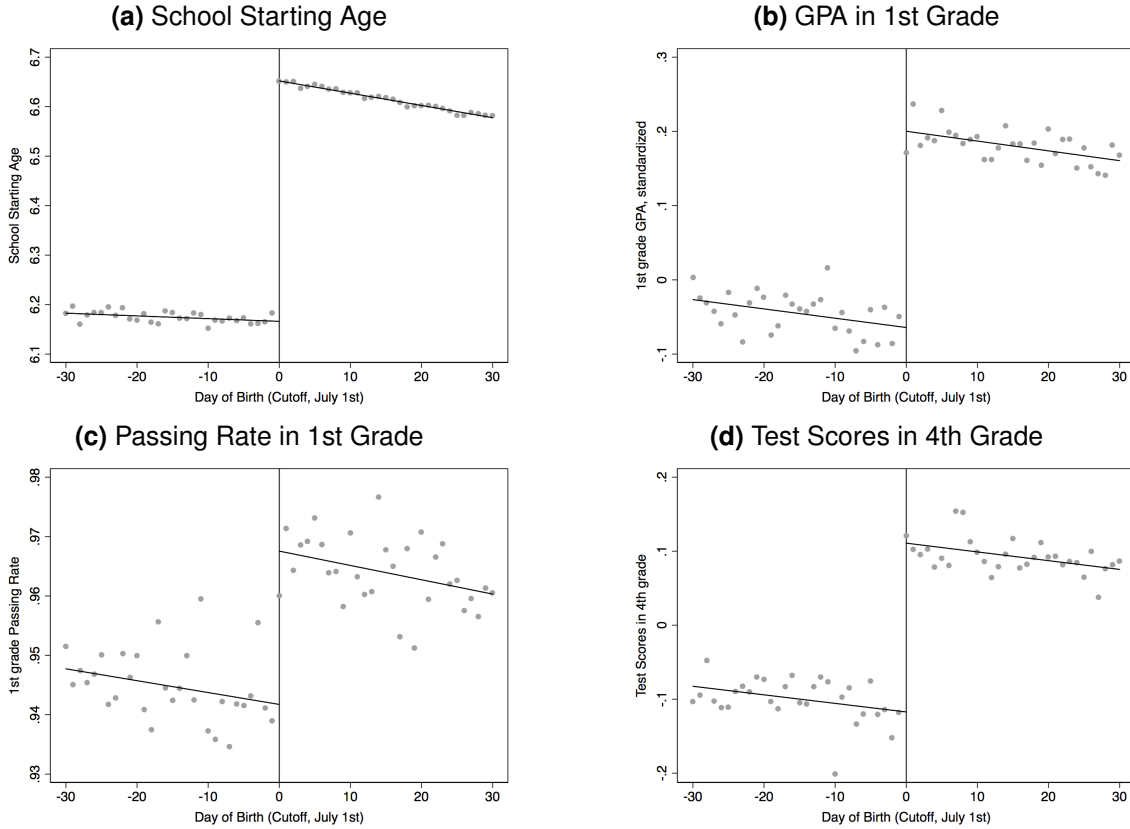 (a) School Starting Age
School Starting Age
6.7
6.6
6.5
6.4
6.3
6.2
6.1
-30 -20 -10 0 10 20 30
Day of Birth (Cutoff, July 1st)
(b) GPA in 1st Grade
1st grade GPA, standardized
.3
.2
.1
0
-.1
-30 -20 -10 0 10 20 30
Day of Birth (Cutoff, July 1st)
(c) Passing Rate in 1st Grade
1st grade Passing Rate
.98
.97
.96
.95
.94
.93
-30 -20 -10 0 10 20 30
Day of Birth (Cutoff, July 1st)
(d) Test Scores in 4th Grade
Test Scores in 4th grade
.2
.1
0
-.1
-.2
-30 -20 -10 0 10 20 30
Day of Birth (Cutoff, July 1st)